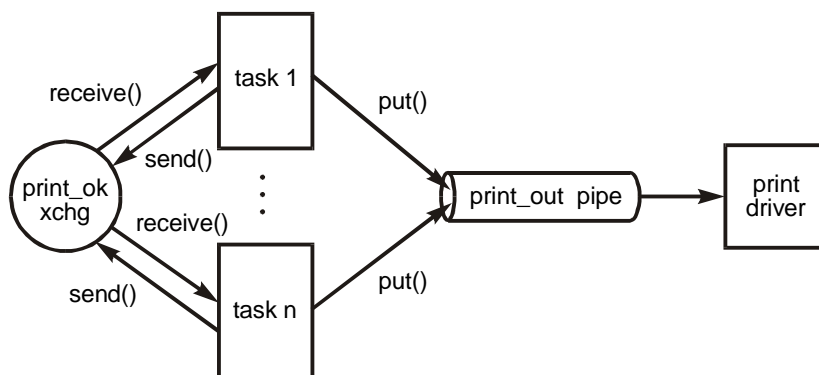 task 1
receive()
put()
send()
print_ok
xchg
receive()
print_out pipe
print
driver
send()
task n
put()